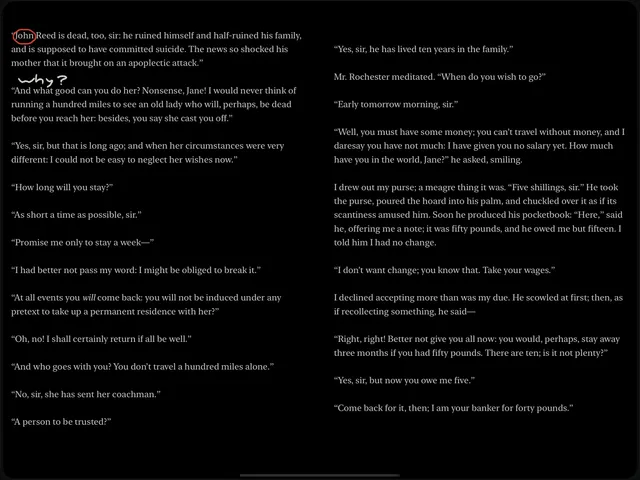 “John Reed is dead, too, sir: he ruined himself and half-ruined his family,
and is supposed to have committed suicide. The news so shocked his
mother that it brought on an apoplectic attack.”
why?
“And what good can you do her? Nonsense, Jane! I would never think of
running a hundred miles to see an old lady who will, perhaps, be dead
before you reach her: besides, you say she cast you off.”
“Yes, sir, but that is long ago; and when her circumstances were very
different: I could not be easy to neglect her wishes now.”
“How long will you stay?”
“As short a time as possible, sir.”
“Promise me only to stay a week—”
“I had better not pass my word: I might be obliged to break it.”
“At all events you will come back: you will not be induced under any
pretext to take up a permanent residence with her?”
“Oh, no! I shall certainly return if all be well.”
“And who goes with you? You don’t travel a hundred miles alone.”
“No, sir, she has sent her coachman.”
“A person to be trusted?”
“Yes, sir, he has lived ten years in the family.”
Mr. Rochester meditated. “When do you wish to go?”
“Early tomorrow morning, sir.”
“Well, you must have some money; you can’t travel without money, and I
daresay you have not much: I have given you no salary yet. How much
have you in the world, Jane?” he asked, smiling.
I drew out my purse; a meagre thing it was. “Five shillings, sir.” He took
the purse, poured the hoard into his palm, and chuckled over it as if its
scantiness amused him. Soon he produced his pocketbook: “Here,” said
he, offering me a note; it was fifty pounds, and he owed me but fifteen. I
told him I had no change.
“I don’t want change; you know that. Take your wages.”
I declined accepting more than was my due. He scowled at first; then, as
if recollecting something, he said—
“Right, right! Better not give you all now: you would, perhaps, stay away
three months if you had fifty pounds. There are ten; is it not plenty?”
“Yes, sir, but now you owe me five.”
“Come back for it, then; I am your banker for forty pounds.”